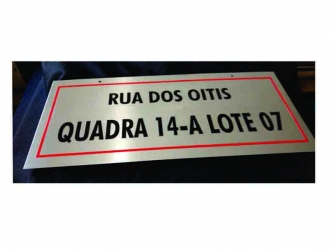 RUA DOS OITIS
QUADRA 14-A LOTE 07